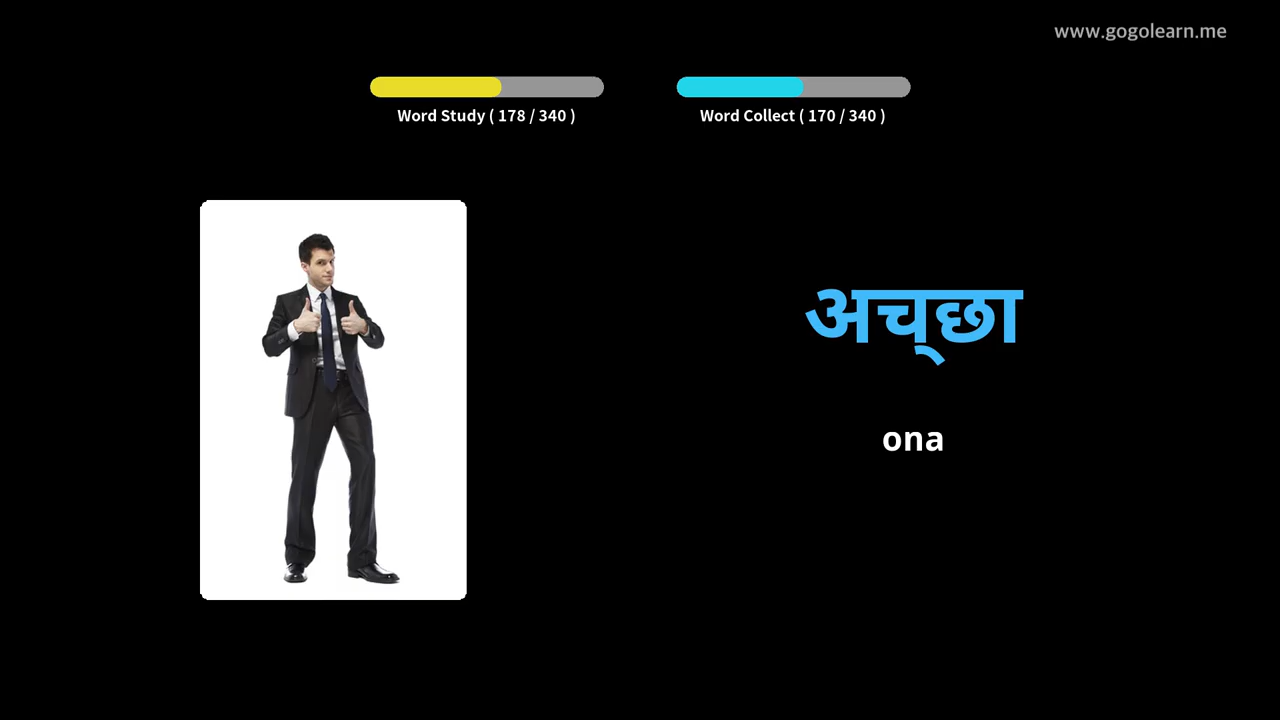 www.gogolearn.me
Word Study ( 178 / 340 )
Word Collect ( 170 / 340 )
अच्‌छा
ona